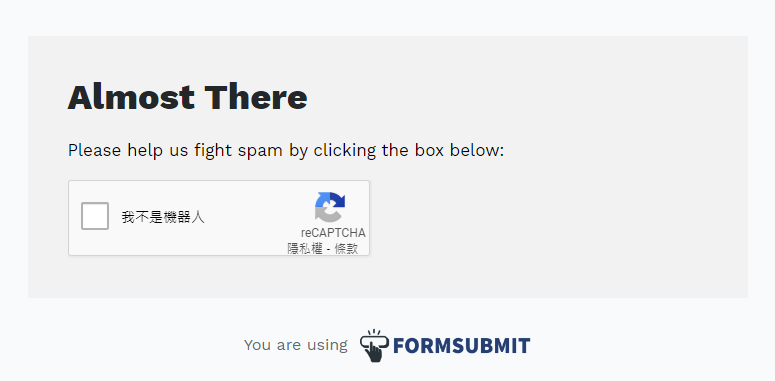 Almost There
Please help us fight spam by clicking the box below:
我不是機器人
reCAPTCHA
隱私權 - 條款
You are using FORMSUBMIT